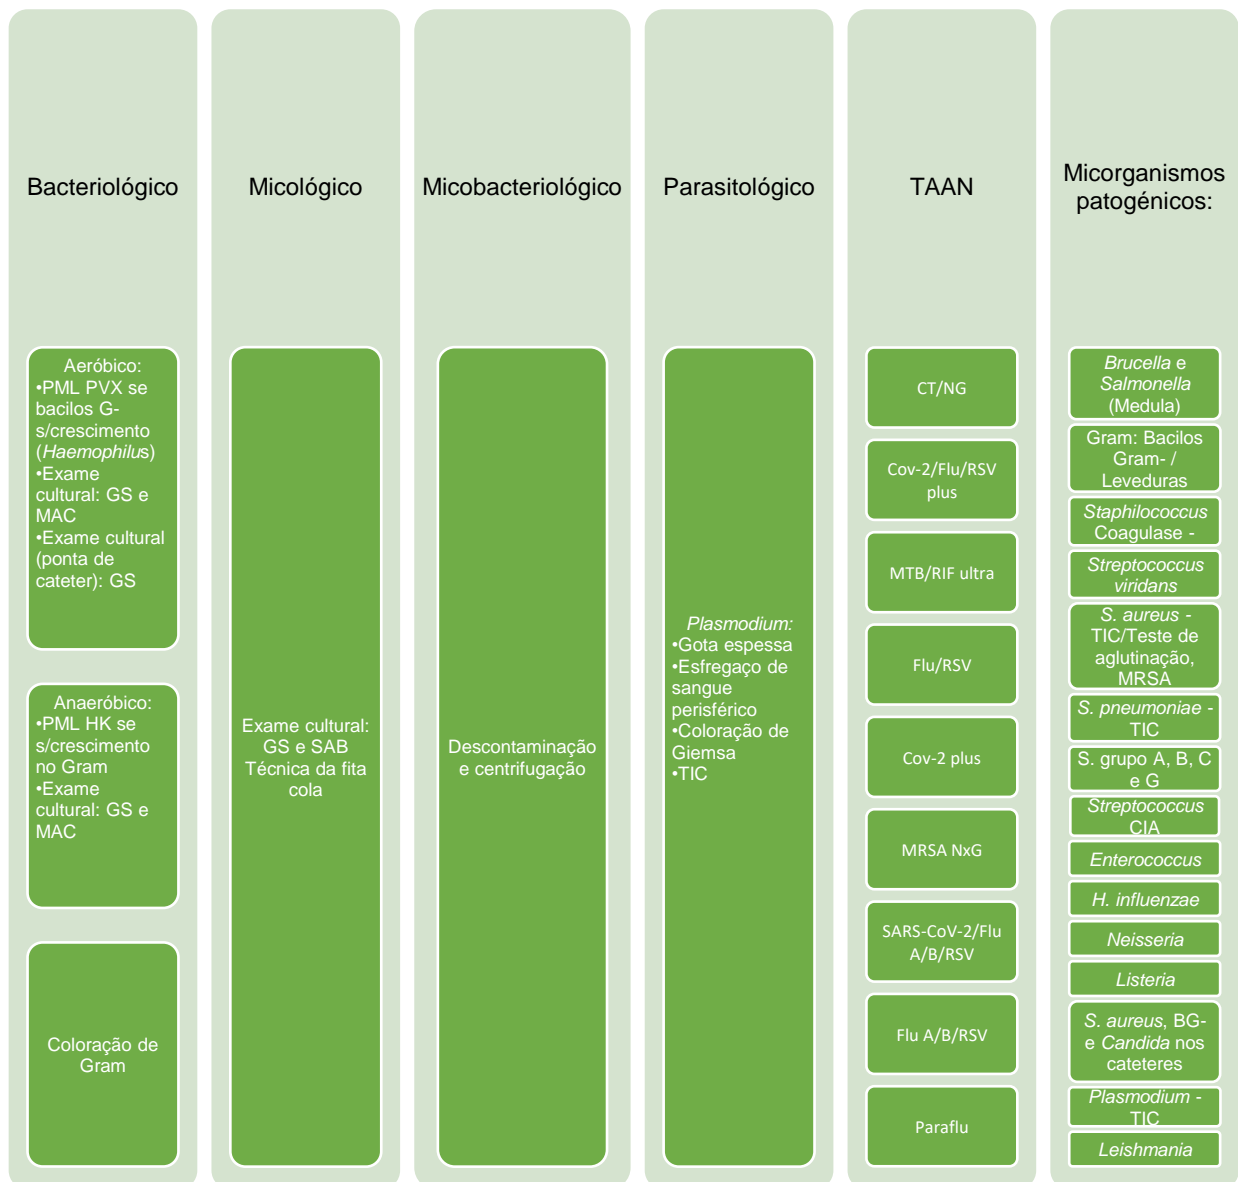 Bacteriológico
Aeróbico:
•PML PVX se
bacilos G-
s/crescimento
(Haemophilus)
•Exame
cultural: GS e
MAC
•Exame cultural
(ponta de
cateter): GS
Anaeróbico:
•PML HK se
s/crescimento
no Gram
•Exame
cultural: GS e
MAC
Coloração de
Gram
Micológico
Exame cultural:
GS e SAB
Técnica da fita
cola
Micobacteriológico
Descontaminação
e centrifugação
Parasitológico
Plasmodium:
•Gota espessa
•Esfregaço de
sangue
perisférico
•Coloração de
Giemsa
•TIC
TAAN
CT/NG
Cov-2/Flu/RSV
plus
MTB/RIF ultra
Flu/RSV
Cov-2 plus
MRSA NxG
SARS-CoV-2/Flu
A/B/RSV
Flu A/B/RSV
Paraflu
Micorganismos
patogénicos:
Brucella e
Salmonella
(Medula)
Gram: Bacilos
Gram- /
Leveduras
Staphilococcus
Coagulase -
Streptococcus
viridans
S. aureus -
TIC/Teste de
aglutinação,
MRSA
S. pneumoniae -
TIC
S. grupo A, B, C
e G
Streptococcus
CIA
Enterococcus
H. influenzae
Neisseria
Listeria
S. aureus, BG-
e Candida nos
cateteres
Plasmodium -
TIC
Leishmania